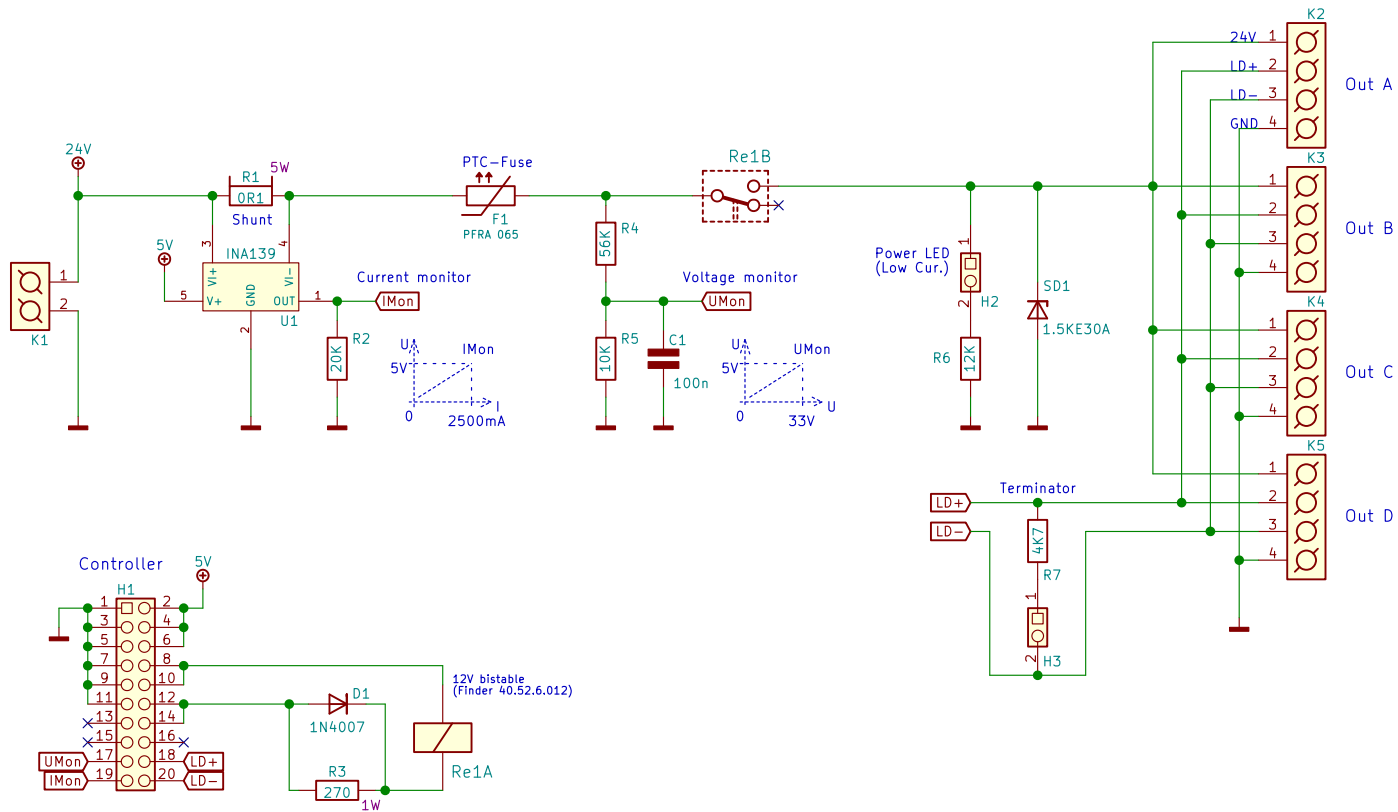 K2
24V 1
LD+ 2
LD- 3
GND 4
Out A
24V
R1 5W
0R1
Shunt
PTC-Fuse
F1
PFRA 065
Re1B
K3
1
2
3
4
Out B
3
4
5V
INA139
VI+
VI-
5 V+
GND
OUT 1
2
U1
1
2
K1
Current monitor
IMon
R2
20K
U
5V
IMon
0
I
2500mA
R4
56K
Voltage monitor
UMon
R5
10K
C1
100n
U
5V
UMon
0
U
33V
Power LED
(Low Cur.)
1
2
H2
R6
12K
SD1
1.5KE30A
K4
1
2
3
4
Out C
K5
1
2
3
4
Out D
Terminator
LD+
LD-
4K7
R7
1
2
H3
Controller
5V
H1
1 2
3 4
5 6
7 8
9 10
11 12
13 14
15 16
UMon 17 18 LD+
IMon 19 20 LD-
12V bistable
(Finder 40.52.6.012)
D1
1N4007
R3
270
1W
Re1A